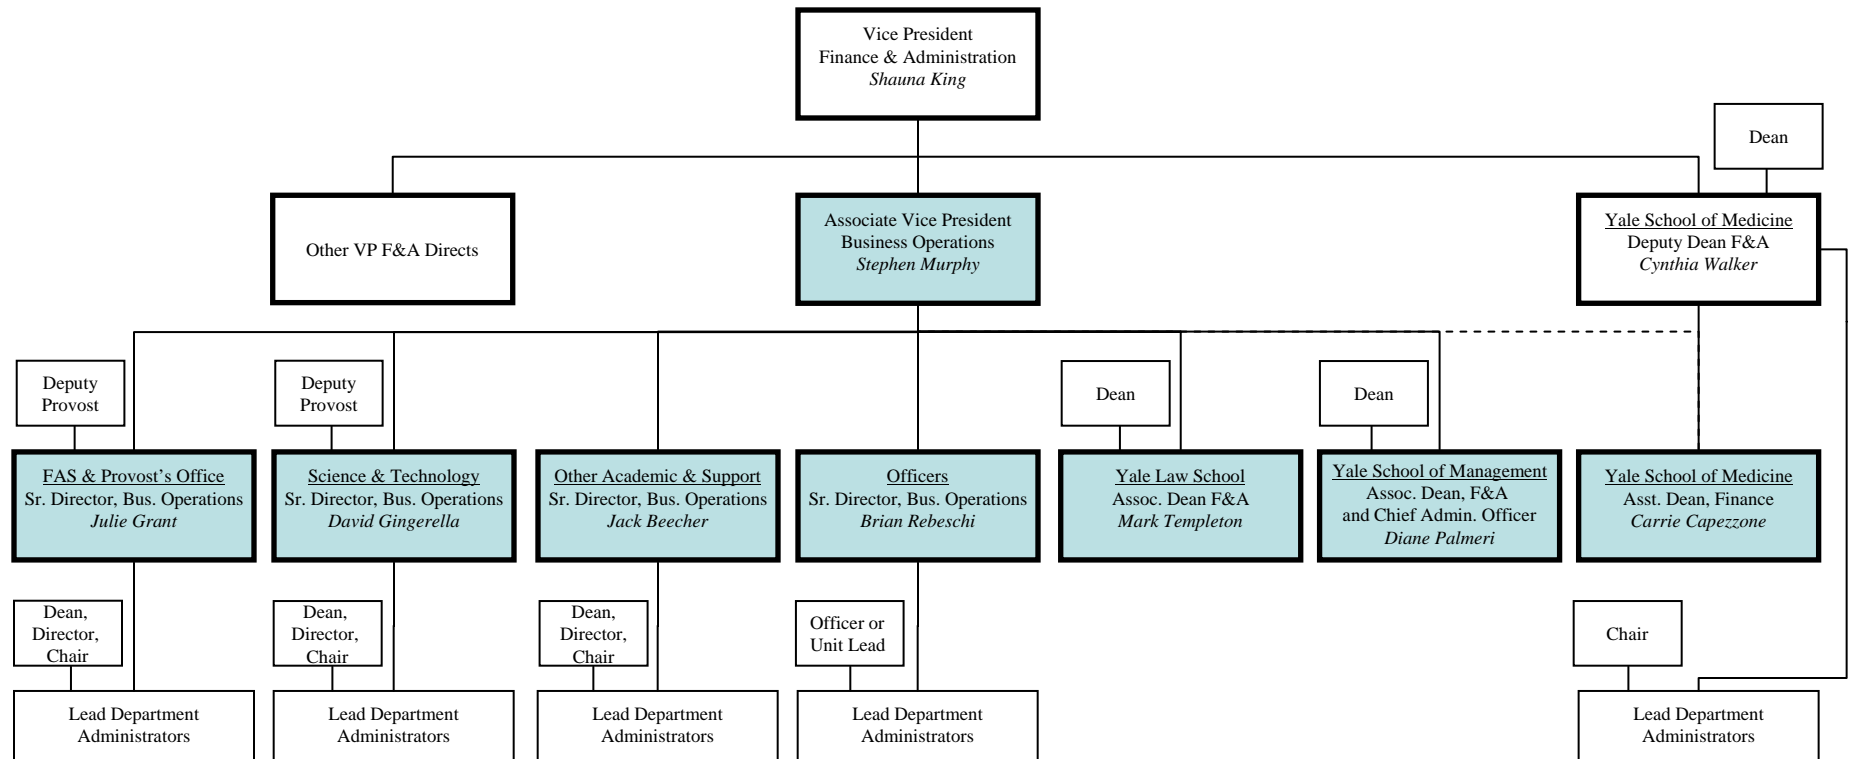 Vice President
Finance & Administration
Shauna King
Dean
Other VP F&A Directs
Associate Vice President
Business Operations
Stephen Murphy
Yale School of Medicine
Deputy Dean F&A
Cynthia Walker
Deputy
Provost
Deputy
Provost
Dean
Dean
FAS & Provost's Office
Sr. Director, Bus. Operations
Julie Grant
Science & Technology
Sr. Director, Bus. Operations
David Gingerella
Other Academic & Support
Sr. Director, Bus. Operations
Jack Beecher
Officers
Sr. Director, Bus. Operations
Brian Rebeschi
Yale Law School
Assoc. Dean F&A
Mark Templeton
Yale School of Management
Assoc. Dean, F&A
and Chief Admin. Officer
Diane Palmeri
Yale School of Medicine
Asst. Dean, Finance
Carrie Capezzone
Dean,
Director,
Chair
Dean,
Director,
Chair
Dean,
Director,
Chair
Officer or
Unit Lead
Chair
Lead Department
Administrators
Lead Department
Administrators
Lead Department
Administrators
Lead Department
Administrators
Lead Department
Administrators